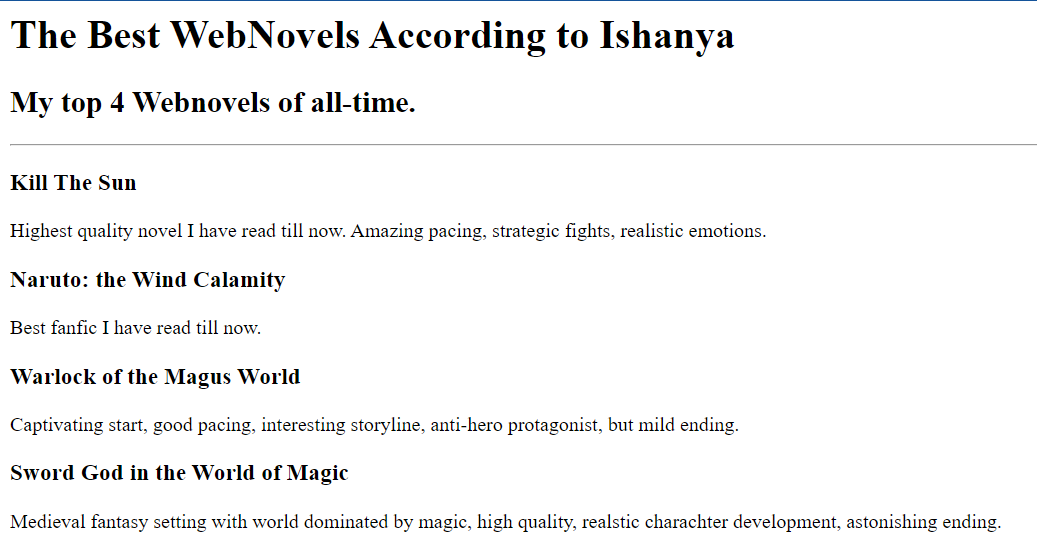 The Best WebNovels According to Ishanya
My top 4 Webnovels of all-time.
Kill The Sun
Highest quality novel I have read till now. Amazing pacing, strategic fights, realistic emotions.
Naruto: the Wind Calamity
Best fanfic I have read till now.
Warlock of the Magus World
Captivating start, good pacing, interesting storyline, anti-hero protagonist, but mild ending.
Sword God in the World of Magic
Medieval fantasy setting with world dominated by magic, high quality, realstic charachter development, astonishing ending.